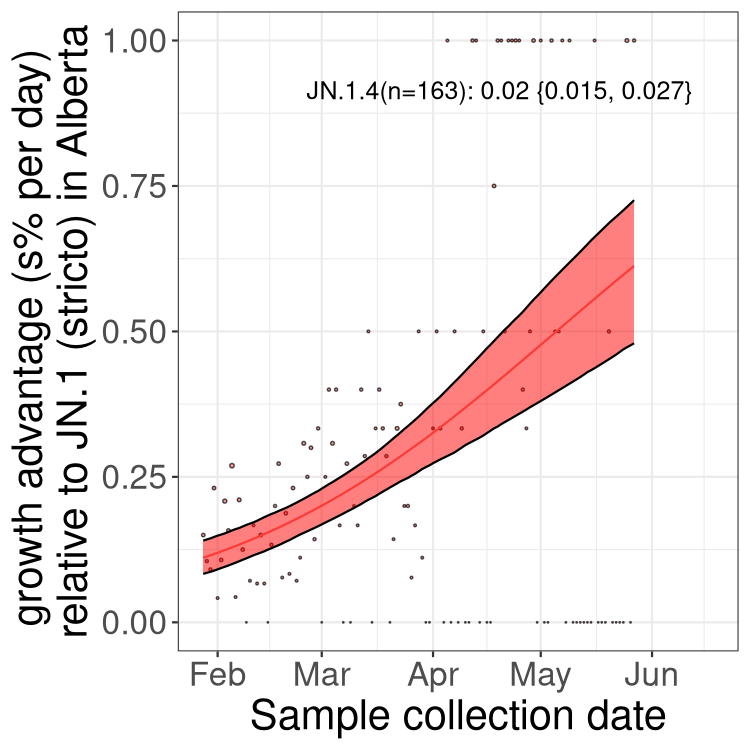 growth advantage (s% per day)
relative to JN.1 (stricto) in Alberta
1.00
0.75
0.50
0.25
0.00
JN.1.4(n=163): 0.02 {0.015, 0.027}
Feb Mar Apr May Jun
Sample collection date